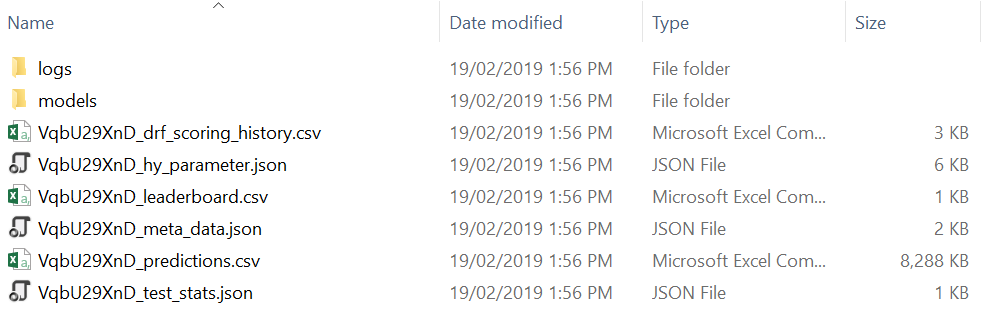 Name Date modified Type Size
logs 19/02/2019 1:56 PM File folder
models 19/02/2019 1:56 PM File folder
VqbU29XnD_drf_scoring_history.csv 19/02/2019 1:56 PM Microsoft Excel Com... 3 KB
VqbU29XnD_hy_parameter.json 19/02/2019 1:56 PM JSON File 6 KB
VqbU29XnD_leaderboard.csv 19/02/2019 1:56 PM Microsoft Excel Com... 1 KB
VqbU29XnD_meta_data.json 19/02/2019 1:56 PM JSON File 2 KB
VqbU29XnD_predictions.csv 19/02/2019 1:56 PM Microsoft Excel Com... 8,288 KB
VqbU29XnD_test_stats.json 19/02/2019 1:56 PM JSON File 1 KB